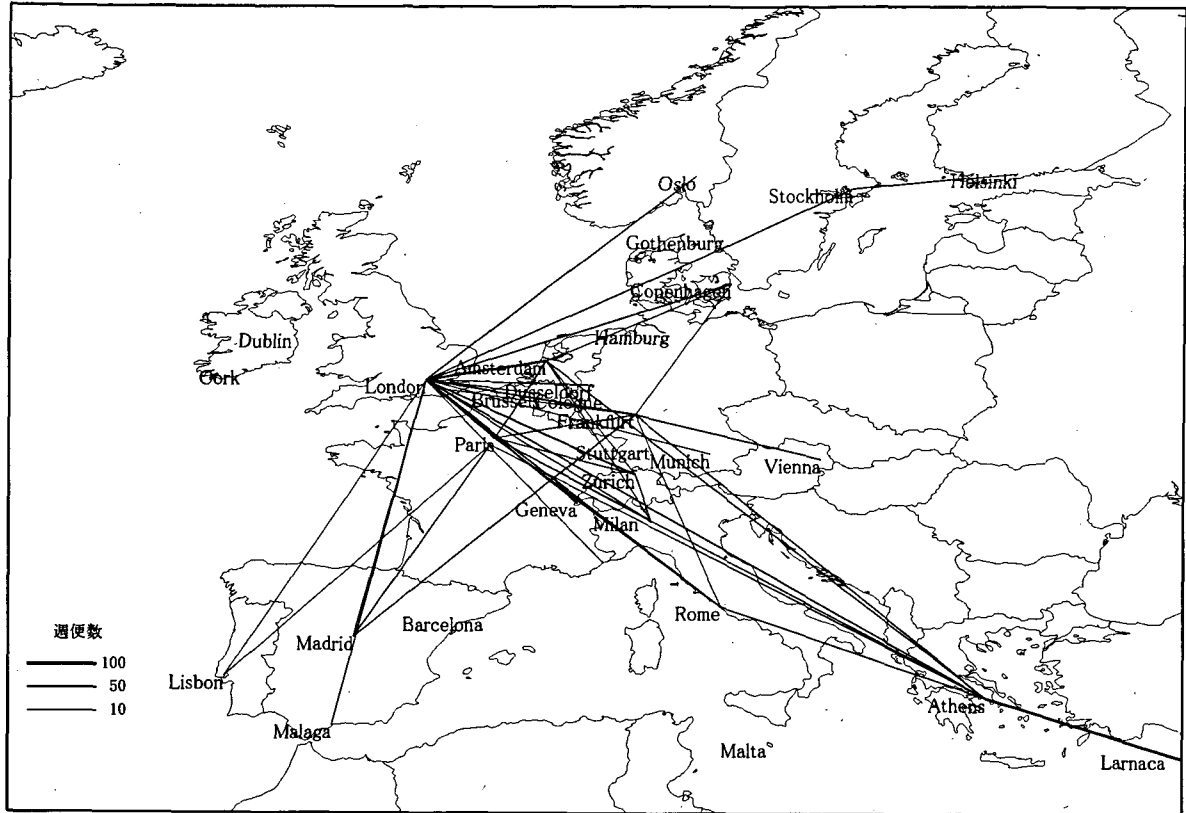 Oslo
Helsinki
Stockholm
Gothenburg
Copenhagen
Dublin
Hamburg
Cork
London
Amsterdam
Dusseldorf
Brussels
Cologne
Frankfurt
Paris
Stuttgart
Munich
Vienna
Zurich
Geneva
Milan
Rome
Barcelona
Madrid
Lisbon
Malaga
Athens
Malta
Larnaca
週便数
100
50
10